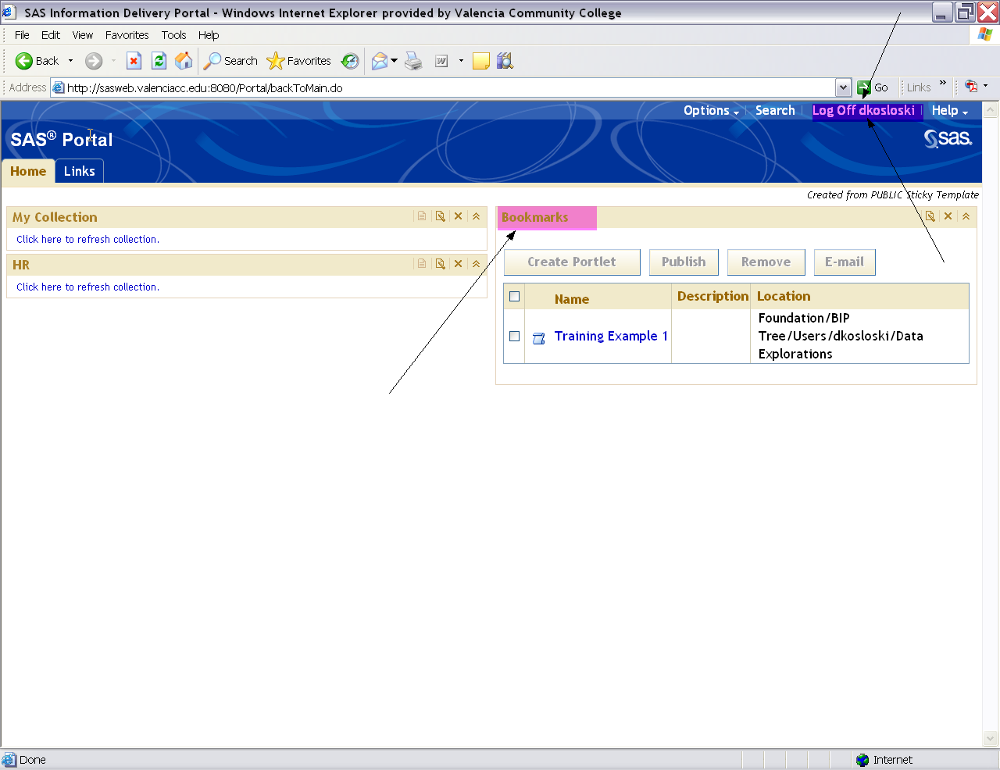 SAS Information Delivery Portal - Windows Internet Explorer provided by Valencia Community College
File Edit View Favorites Tools Help
Back Search Favorites
Address http://sasweb.valenciacc.edu:8080/Portal/backToMain.do Go Links »
Options Search Log Off dkosloski Help
SAS® Portal
sas.
Home Links
Created from PUBLIC Sticky Template
My Collection
Click here to refresh collection.
HR
Click here to refresh collection.
Bookmarks
Create Portlet Publish Remove E-mail
Name Description Location
Training Example 1 Foundation/BIP
Tree/Users/dkosloski/Data
Explorations
Done Internet